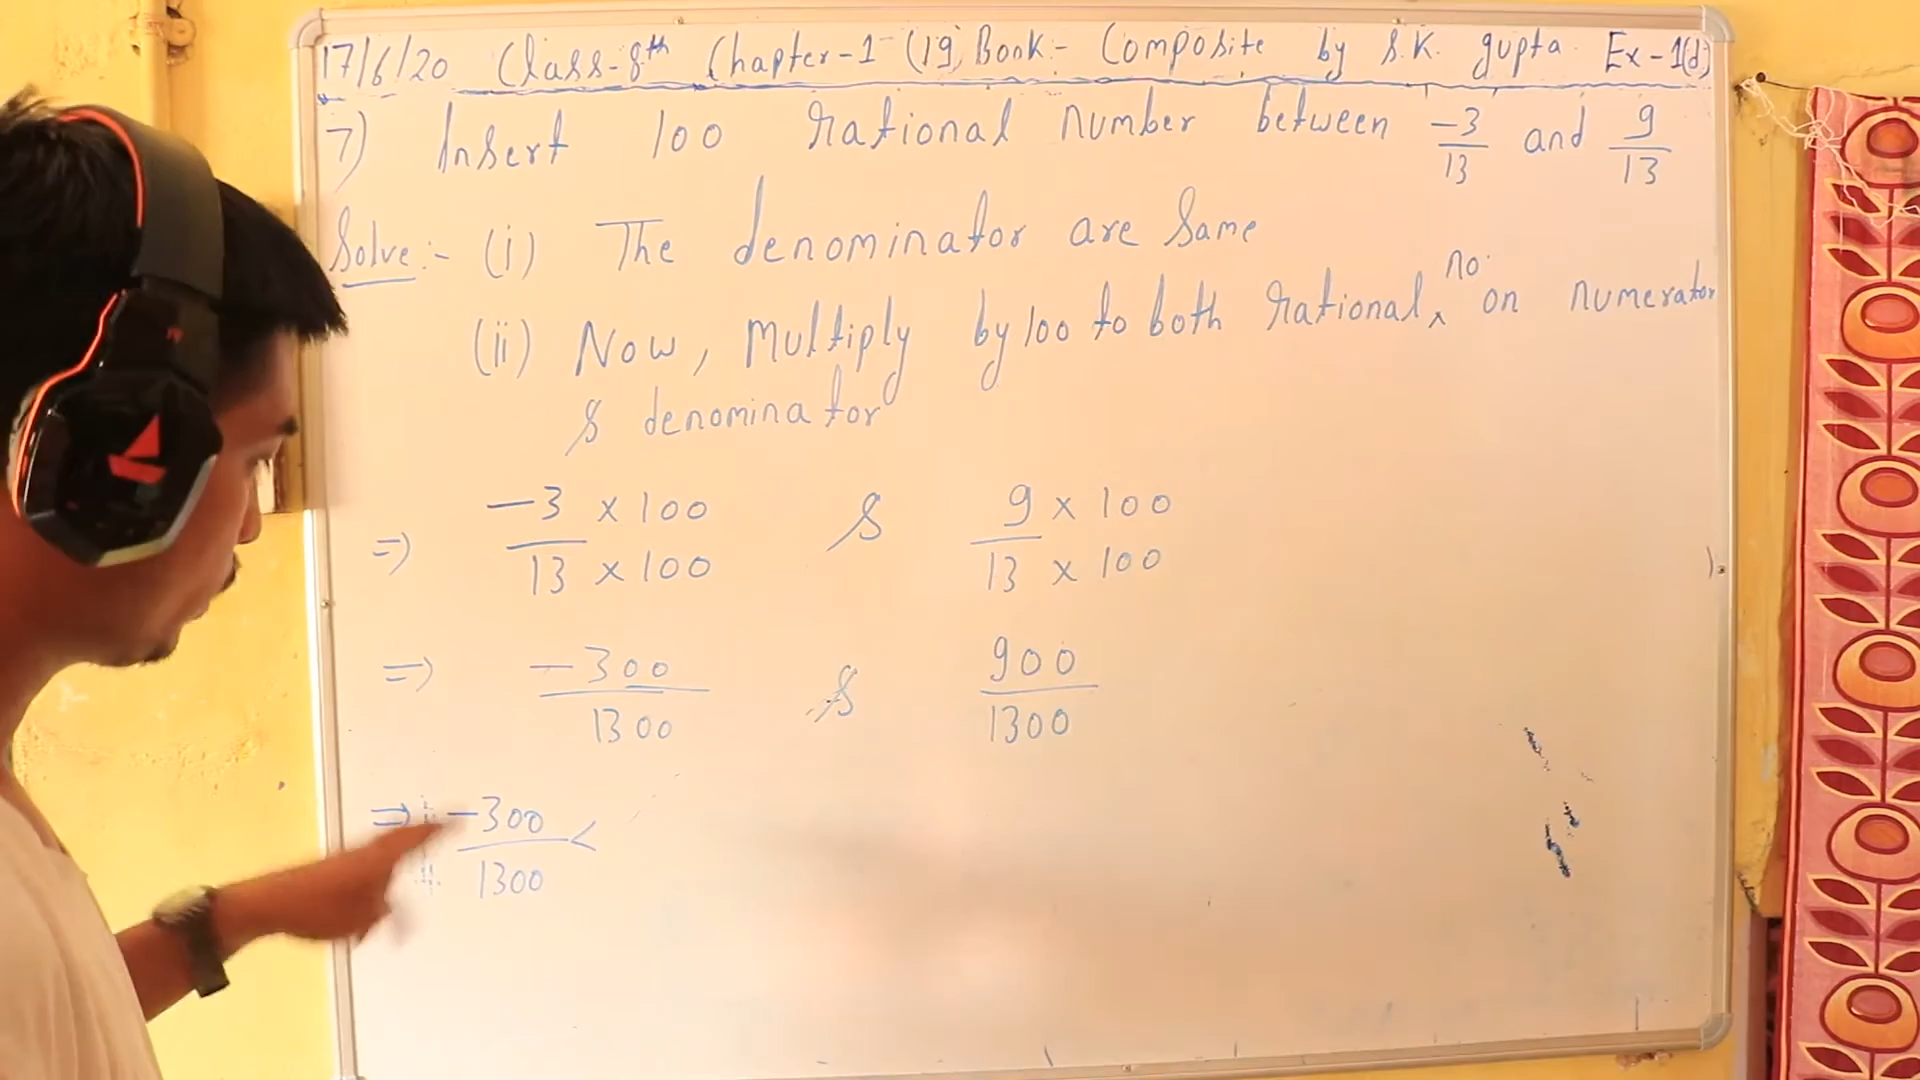 17/6/20 Class-8th Chapter-1 (19) Book:- Composite by S.K. gupta Ex-1(d)
7) Insert 100 rational number between -3/13 and 9/13
Solve:- (i) The denominator are Same
(ii) Now, Multiply by 100 to both rational no. on numerator
& denominator
=> -3 x 100 / 13 x 100 & 9 x 100 / 13 x 100
=> -300/1300 & 900/1300
=> -300/1300 <